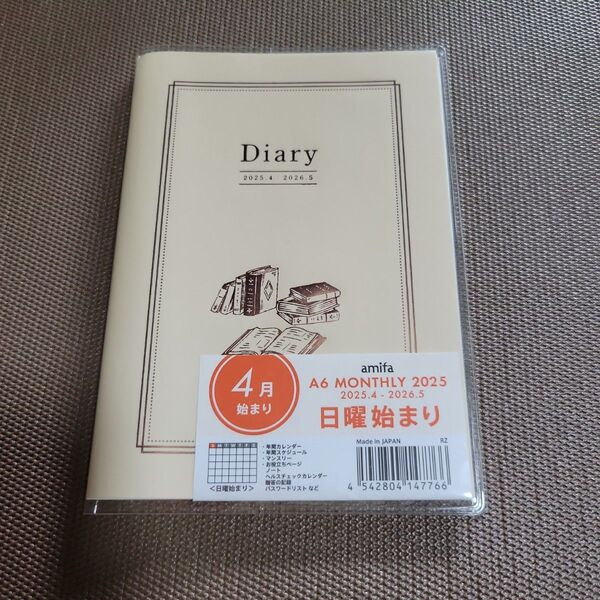 Diary
2025.4 2026.5
4月
始まり
amifa
A6 MONTHLY 2025
2025.4 - 2026.5
日曜始まり
Made in JAPAN RZ
S M T W T F S
<日曜始まり>
・年間カレンダー
・年間スケジュール
・マンスリー
・お役立ちページ
ノート
ヘルスチェックカレンダー
贈答の記録
パスワードリスト など
4 542804 147766